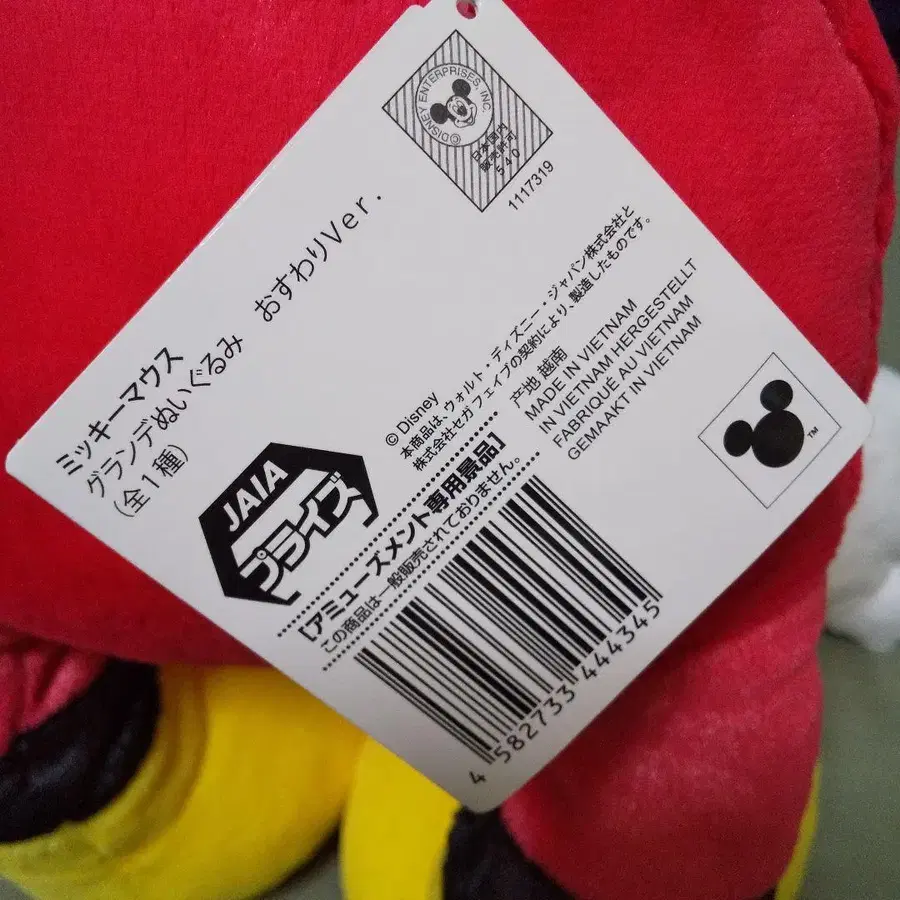 ©DISNEY ENTERPRISES, INC.
日本国内
販売許可
540
1117319
ミッキーマウス
グランデぬいぐるみ おすわりVer.
(全1種)
JAIA
プライズ
© Disney
本商品は、ウォルト・ディズニー・ジャパン株式会社と
株式会社セガフェイブの契約により、製造したものです。
产地 越南
MADE IN VIETNAM
IN VIETNAM HERGESTELLT
FABRIQUÉ AU VIETNAM
GEMAAKT IN VIETNAM
TM
[アミューズメント専用景品]
この商品は一般販売されておりません。
4 582733 444345